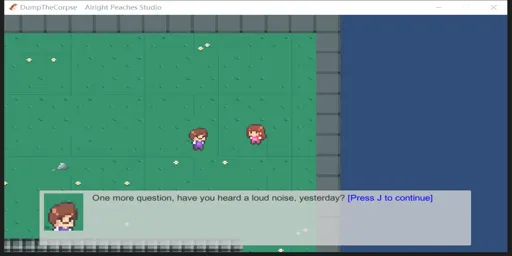 DumpTheCorpse    Alright Peaches Studio
One more question, have you heard a loud noise, yesterday? [Press J to continue]